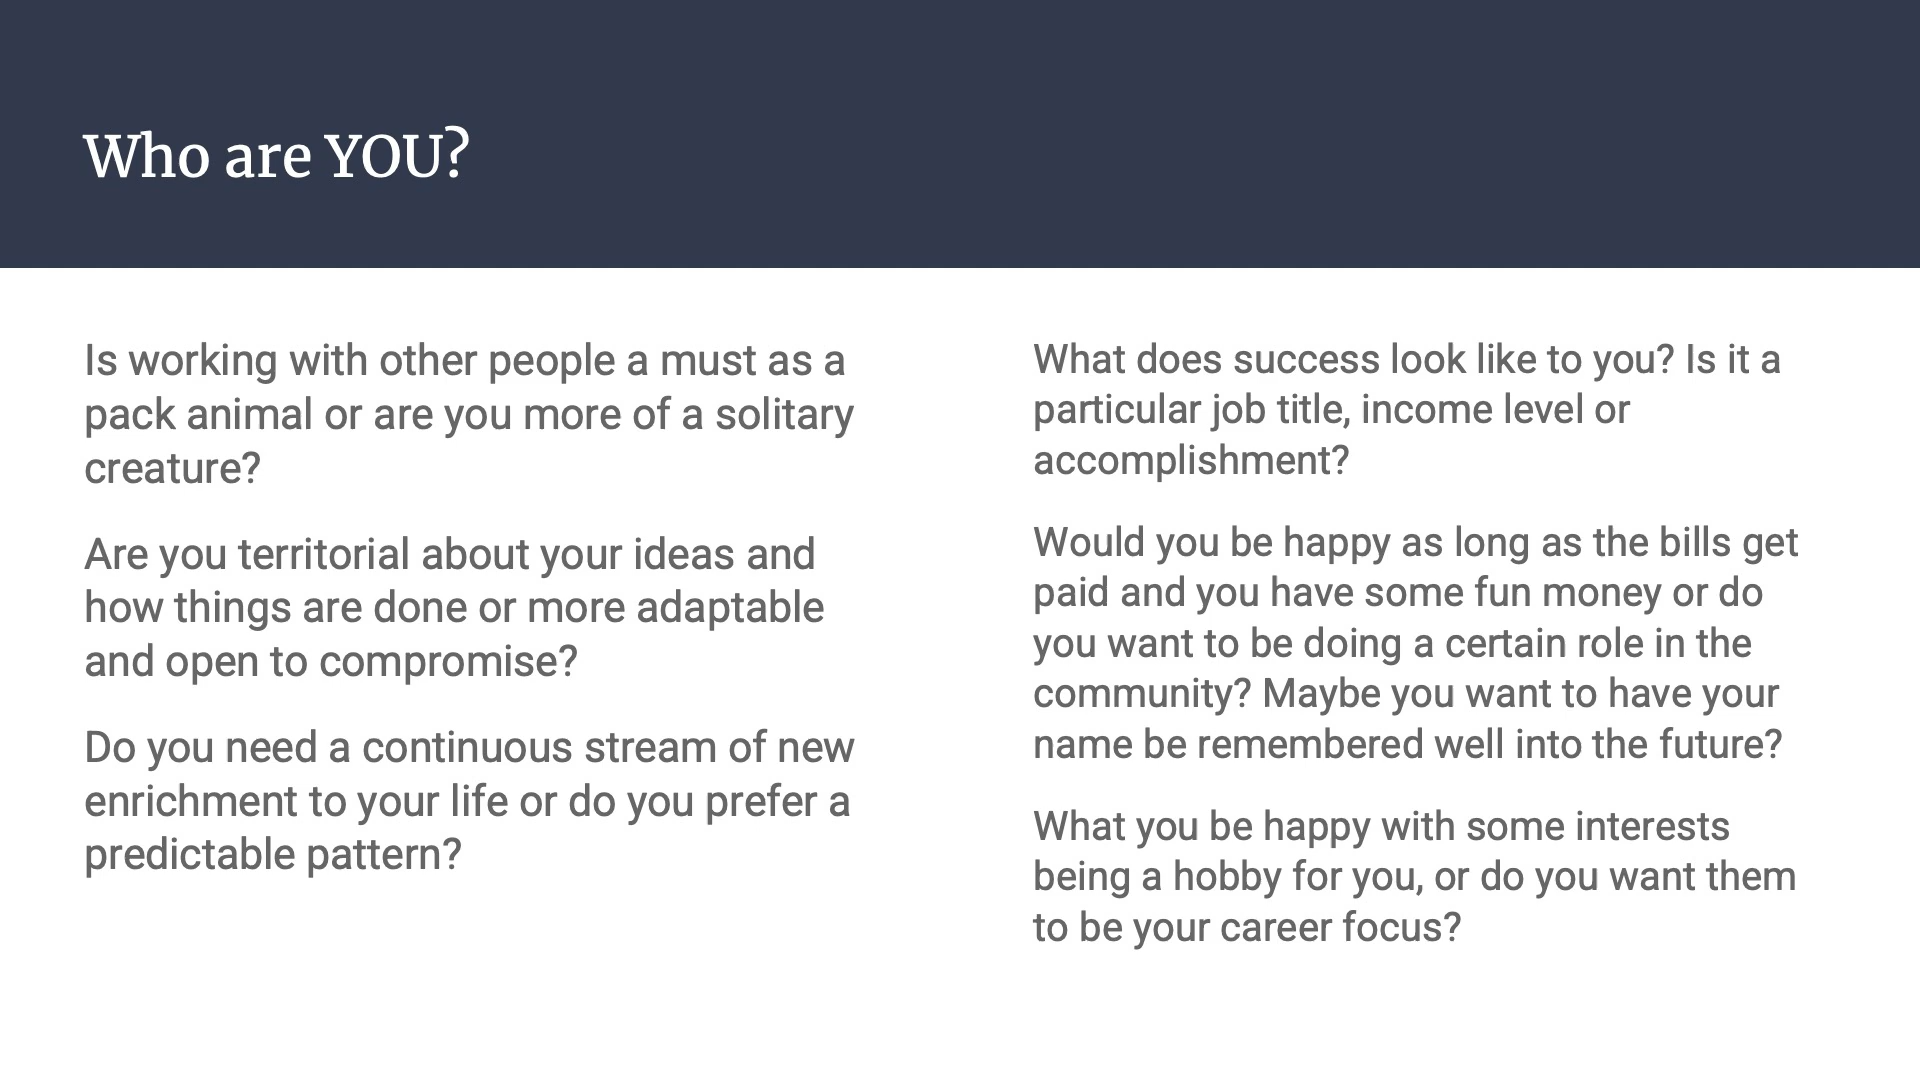 Who are YOU?
Is working with other people a must as a
pack animal or are you more of a solitary
creature?
Are you territorial about your ideas and
how things are done or more adaptable
and open to compromise?
Do you need a continuous stream of new
enrichment to your life or do you prefer a
predictable pattern?
What does success look like to you? Is it a
particular job title, income level or
accomplishment?
Would you be happy as long as the bills get
paid and you have some fun money or do
you want to be doing a certain role in the
community? Maybe you want to have your
name be remembered well into the future?
What you be happy with some interests
being a hobby for you, or do you want them
to be your career focus?